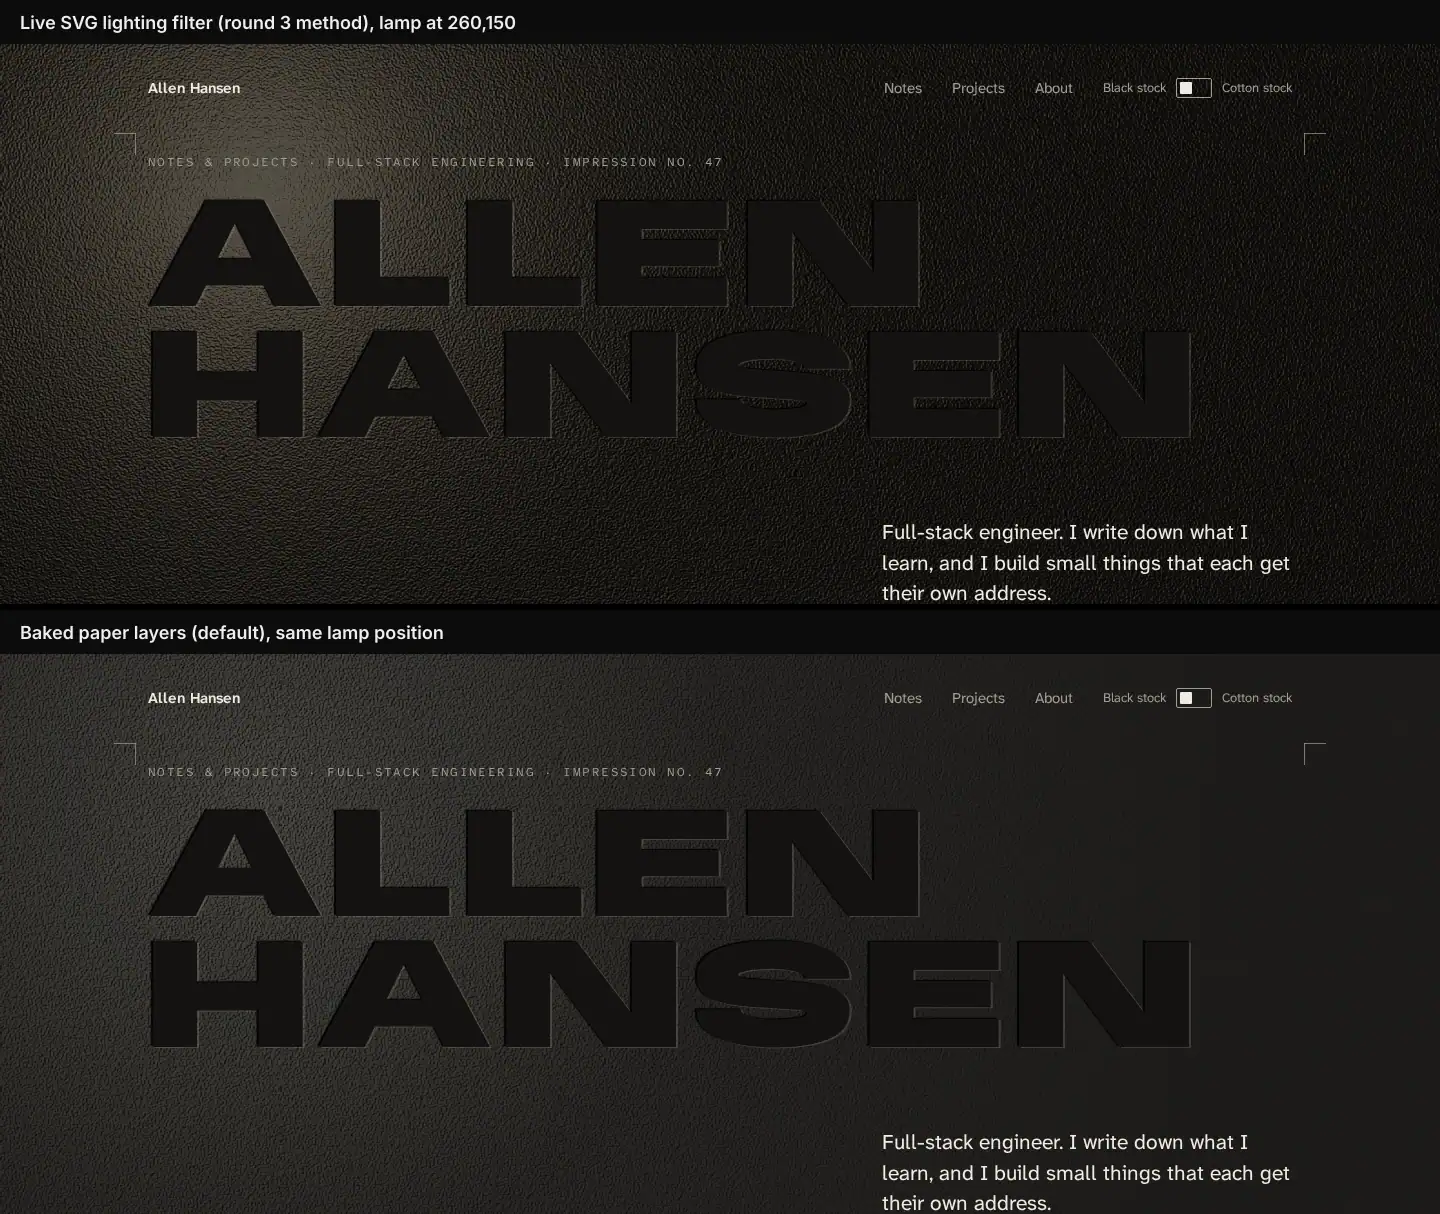 Live SVG lighting filter (round 3 method), lamp at 260,150
Allen Hansen
Notes Projects About Black stock Cotton stock
NOTES & PROJECTS · FULL-STACK ENGINEERING · IMPRESSION NO. 47
ALLEN
HANSEN
Full-stack engineer. I write down what I
learn, and I build small things that each get
their own address.
Baked paper layers (default), same lamp position
Allen Hansen
Notes Projects About Black stock Cotton stock
NOTES & PROJECTS · FULL-STACK ENGINEERING · IMPRESSION NO. 47
ALLEN
HANSEN
Full-stack engineer. I write down what I
learn, and I build small things that each get
their own address.